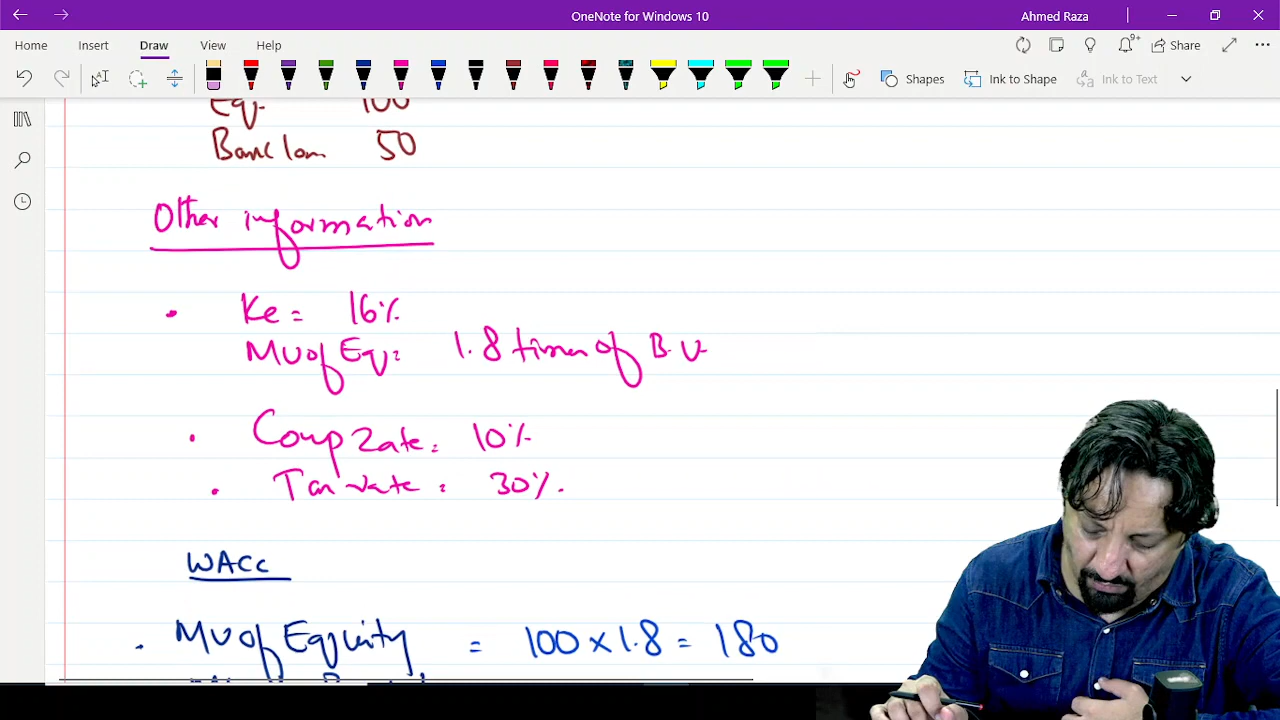 OneNote for Windows 10
Ahmed Raza
Home Insert Draw View Help
Share
Shapes Ink to Shape Ink to Text
Eq. 100
Bank loan 50
Other information
• Ke = 16%
MV of Eq = 1.8 times of B.V
• Coup Rate = 10%
• Tax rate = 30%.
WACC
• MV of Equity = 100 x 1.8 = 180